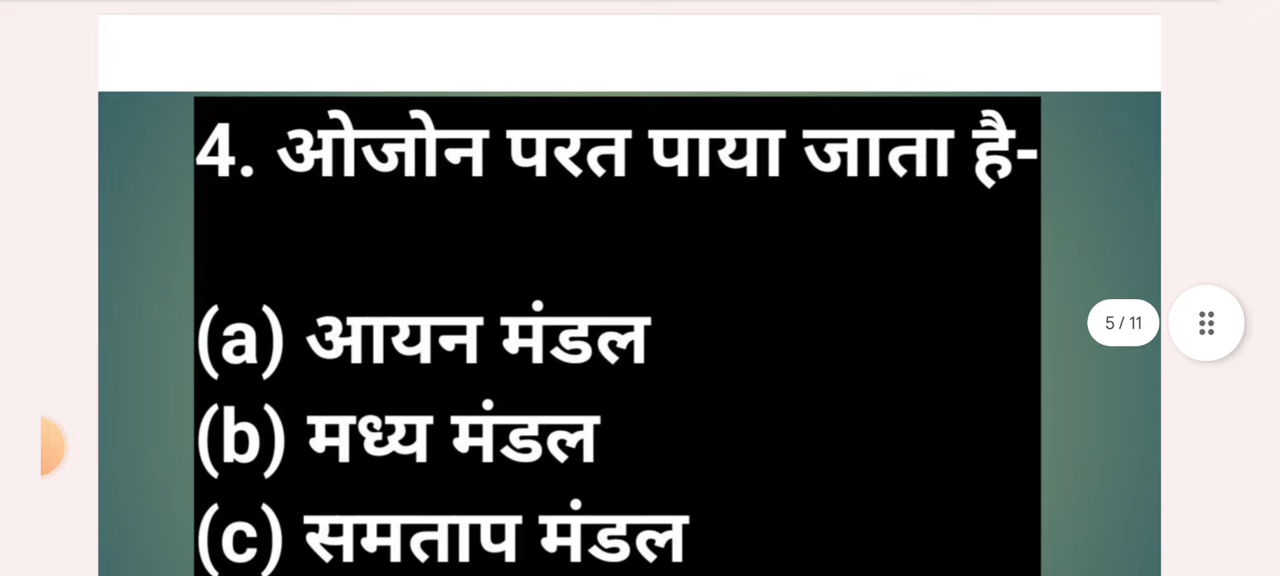 4. ओजोन परत पाया जाता है-
(a) आयन मंडल
(b) मध्य मंडल
5 / 11
(c) समताप मंडल